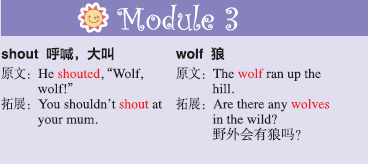 Module 3
shout 呼喊，大叫
原文：He shouted, “Wolf,
wolf!”
拓展：You shouldn't shout at
your mum.
wolf 狼
原文：The wolf ran up the
hill.
拓展：Are there any wolves
in the wild?
野外会有狼吗？